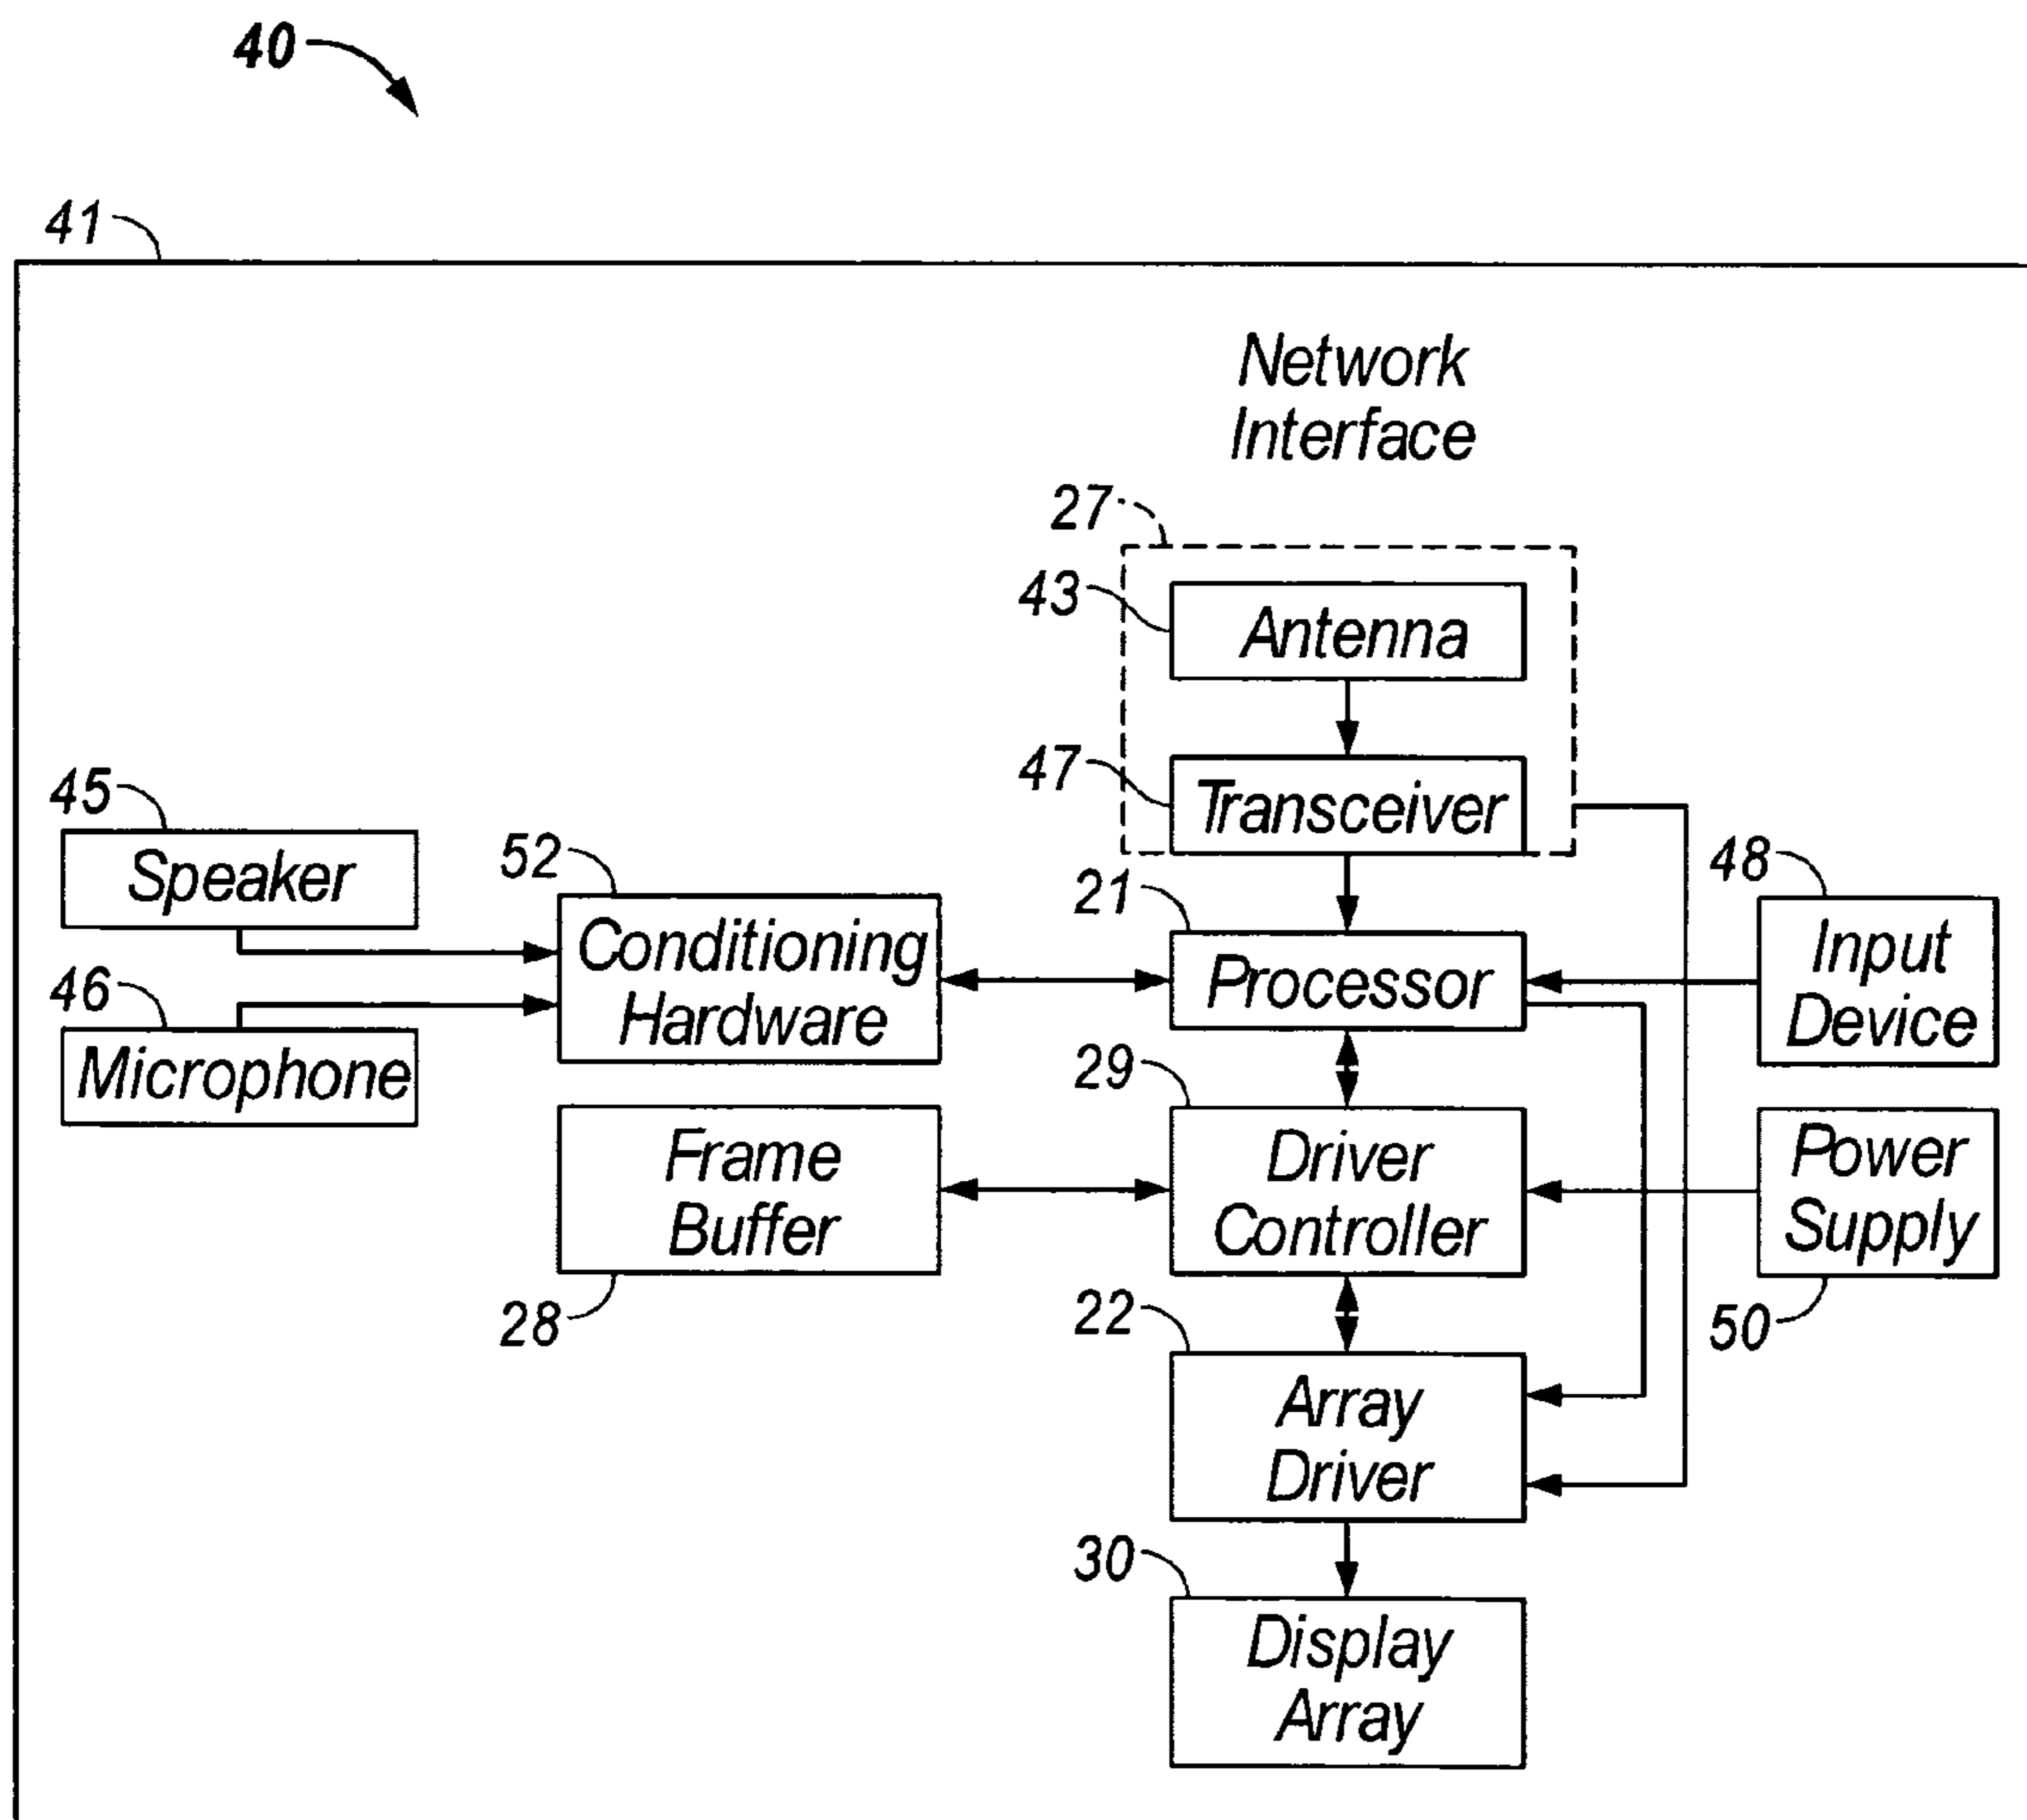 40
41
Network
Interface
27
43
Antenna
47
Transceiver
45
Speaker
52
Conditioning
Hardware
21
Processor
48
Input
Device
46
Microphone
29
Driver
Controller
Frame
Buffer
28
Power
Supply
50
22
Array
Driver
30
Display
Array